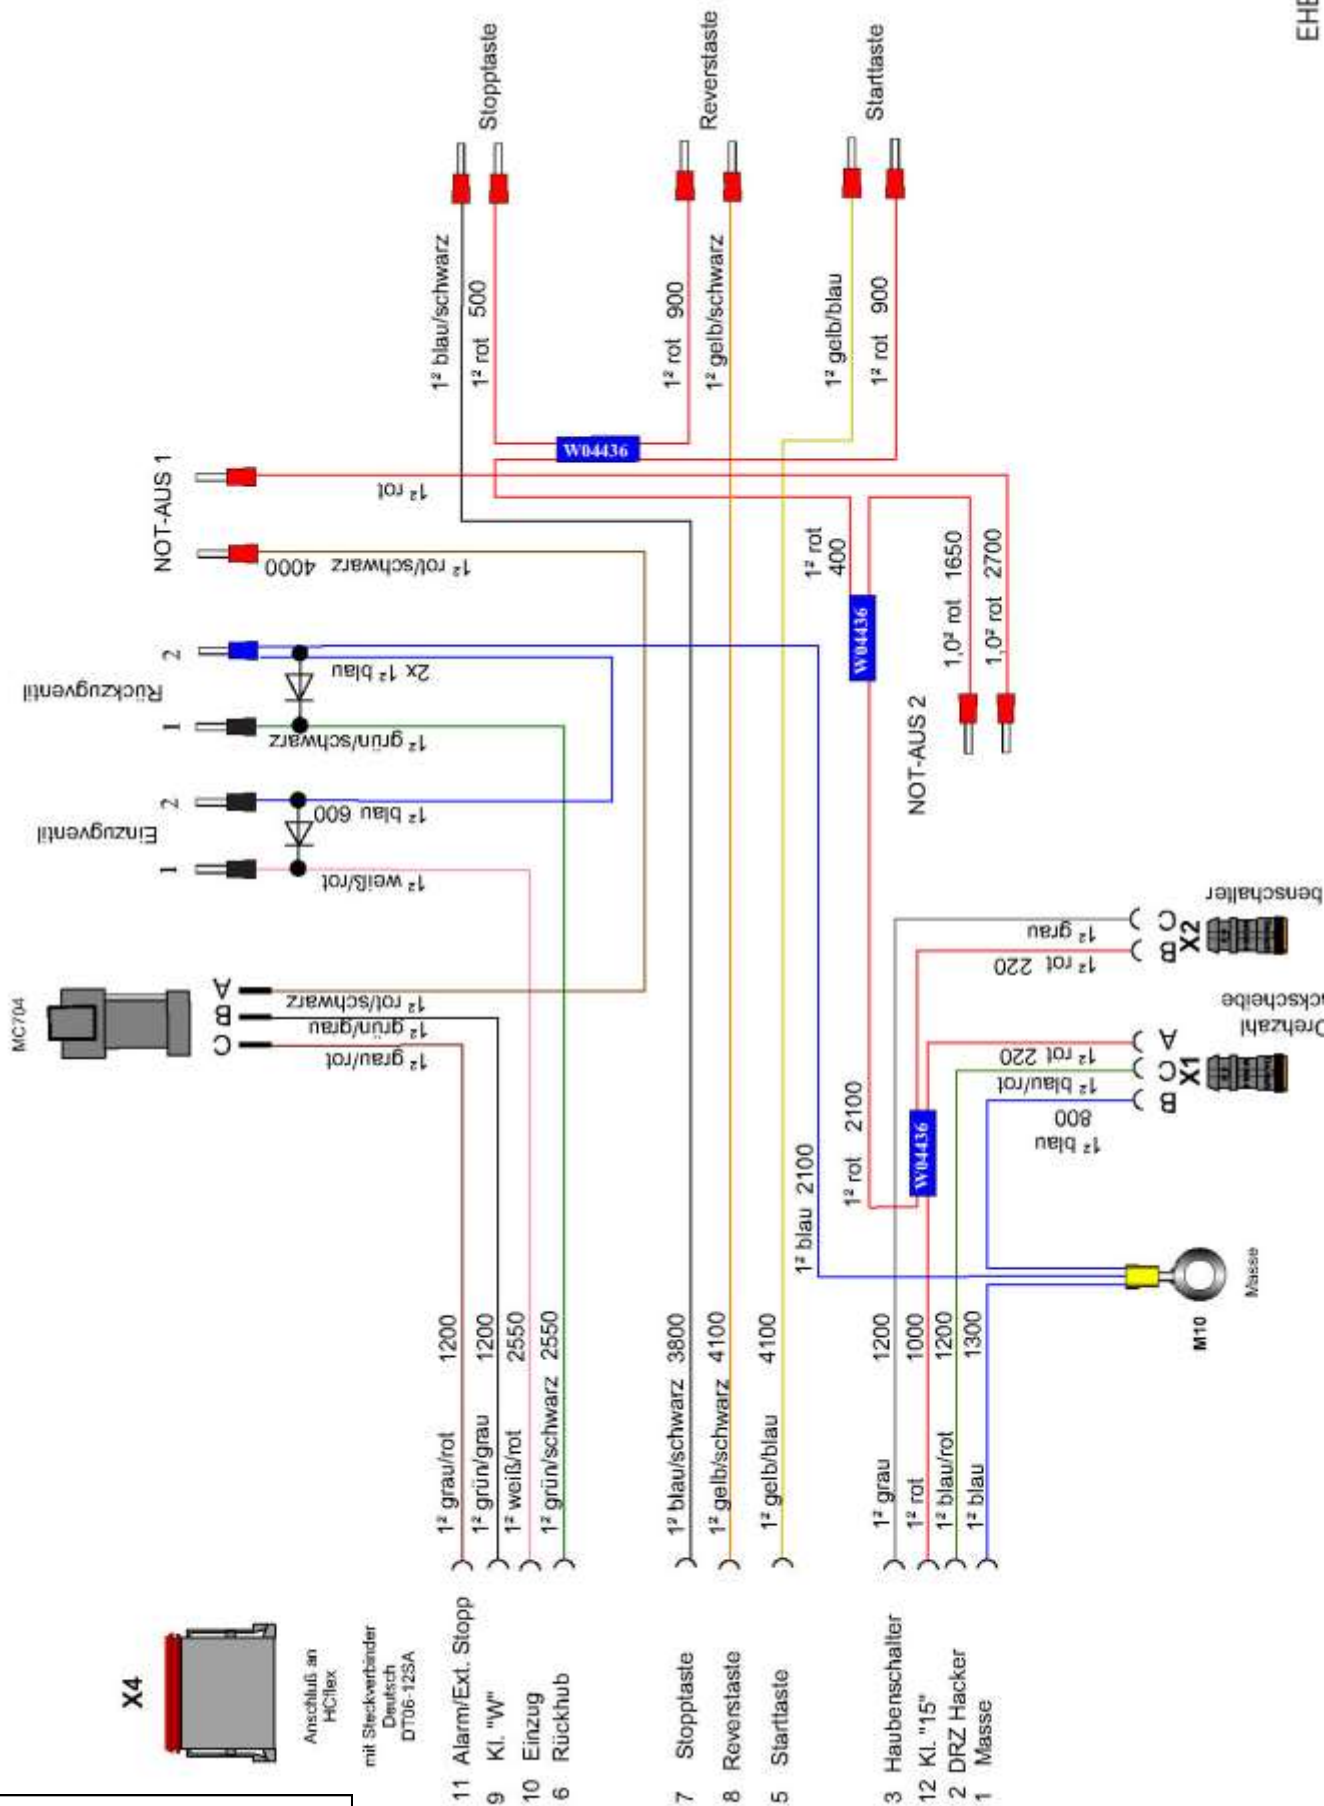 X4
Anschluß an
HCflex
mit Steckverbinder
Deutsch
DT06-12SA
11 Alarm/Ext. Stopp
9 Kl. "W"
10 Einzug
6 Rückhub
7 Stopptaste
8 Reverstaste
5 Starttaste
3 Haubenschalter
12 Kl. "15"
2 DRZ Hacker
1 Masse
1² grau/rot 1200
1² grün/grau 1200
1² weiß/rot 2550
1² grün/schwarz 2550
1² blau/schwarz 3800
1² gelb/schwarz 4100
1² gelb/blau 4100
1² grau 1200
1² rot 1000
1² blau/rot 1200
1² blau 1300
MC704
C B A
1² grau/rot
1² grün/grau
1² rot/schwarz
Einzugventil
1 2
1² weiß/rot
1² blau 600
Rückzugventil
1 2
1² grün/schwarz
2x 1² blau
NOT-AUS 1
1² rot/schwarz 4000
1² rot
1² blau 2100
1² rot 2100
W04436
M10
Masse
1² blau
800
1² blau/rot
1² rot 220
B C A
X1
Drehzahl
ckscheibe
1² rot 220
1² grau
B C
X2
benschalter
NOT-AUS 2
1,0² rot 1650
1,0² rot 2700
W04436
1² rot
400
W04436
1² blau/schwarz
1² rot 500
Stopptaste
1² rot 900
1² gelb/schwarz
Reverstaste
1² gelb/blau
1² rot 900
Starttaste